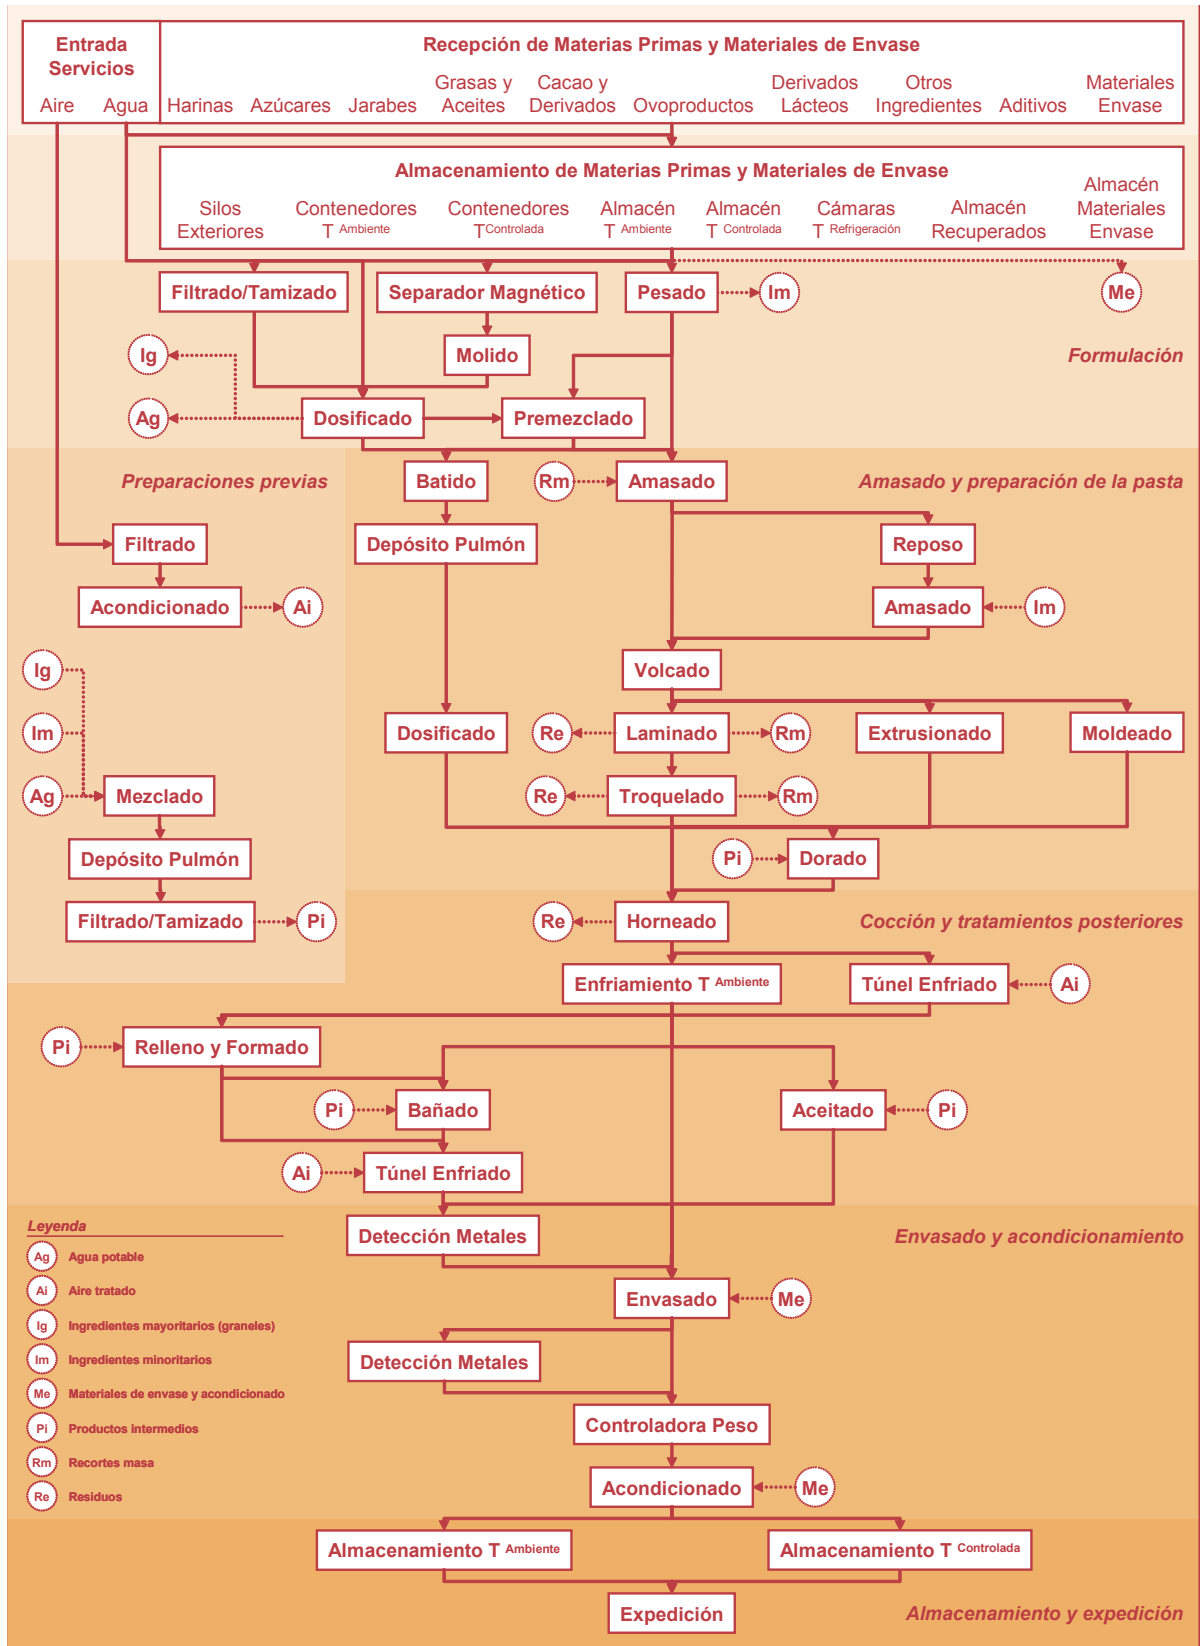 Entrada
Servicios
Aire
Agua
Recepción de Materias Primas y Materiales de Envase
Harinas
Azúcares
Jarabes
Grasas y
Aceites
Cacao y
Derivados
Ovoproductos
Derivados
Lácteos
Otros
Ingredientes
Aditivos
Materiales
Envase
Almacenamiento de Materias Primas y Materiales de Envase
Silos
Exteriores
Contenedores
T Ambiente
Contenedores
T Controlada
Almacén
T Ambiente
Almacén
T Controlada
Cámaras
T Refrigeración
Almacén
Recuperados
Almacén
Materiales
Envase
Filtrado/Tamizado
Separador Magnético
Pesado
Im
Me
Ig
Molido
Formulación
Ag
Dosificado
Premezclado
Preparaciones previas
Batido
Rm
Amasado
Amasado y preparación de la pasta
Filtrado
Depósito Pulmón
Reposo
Acondicionado
Ai
Amasado
Im
Ig
Volcado
Im
Dosificado
Re
Laminado
Rm
Extrusionado
Moldeado
Ag
Mezclado
Re
Troquelado
Rm
Depósito Pulmón
Pi
Dorado
Filtrado/Tamizado
Pi
Re
Horneado
Cocción y tratamientos posteriores
Enfriamiento T Ambiente
Túnel Enfriado
Ai
Pi
Relleno y Formado
Pi
Bañado
Aceitado
Pi
Ai
Túnel Enfriado
Leyenda
Ag Agua potable
Ai Aire tratado
Ig Ingredientes mayoritarios (graneles)
Im Ingredientes minoritarios
Me Materiales de envase y acondicionado
Pi Productos intermedios
Rm Recortes masa
Re Residuos
Detección Metales
Envasado y acondicionamiento
Envasado
Me
Detección Metales
Controladora Peso
Acondicionado
Me
Almacenamiento T Ambiente
Almacenamiento T Controlada
Expedición
Almacenamiento y expedición